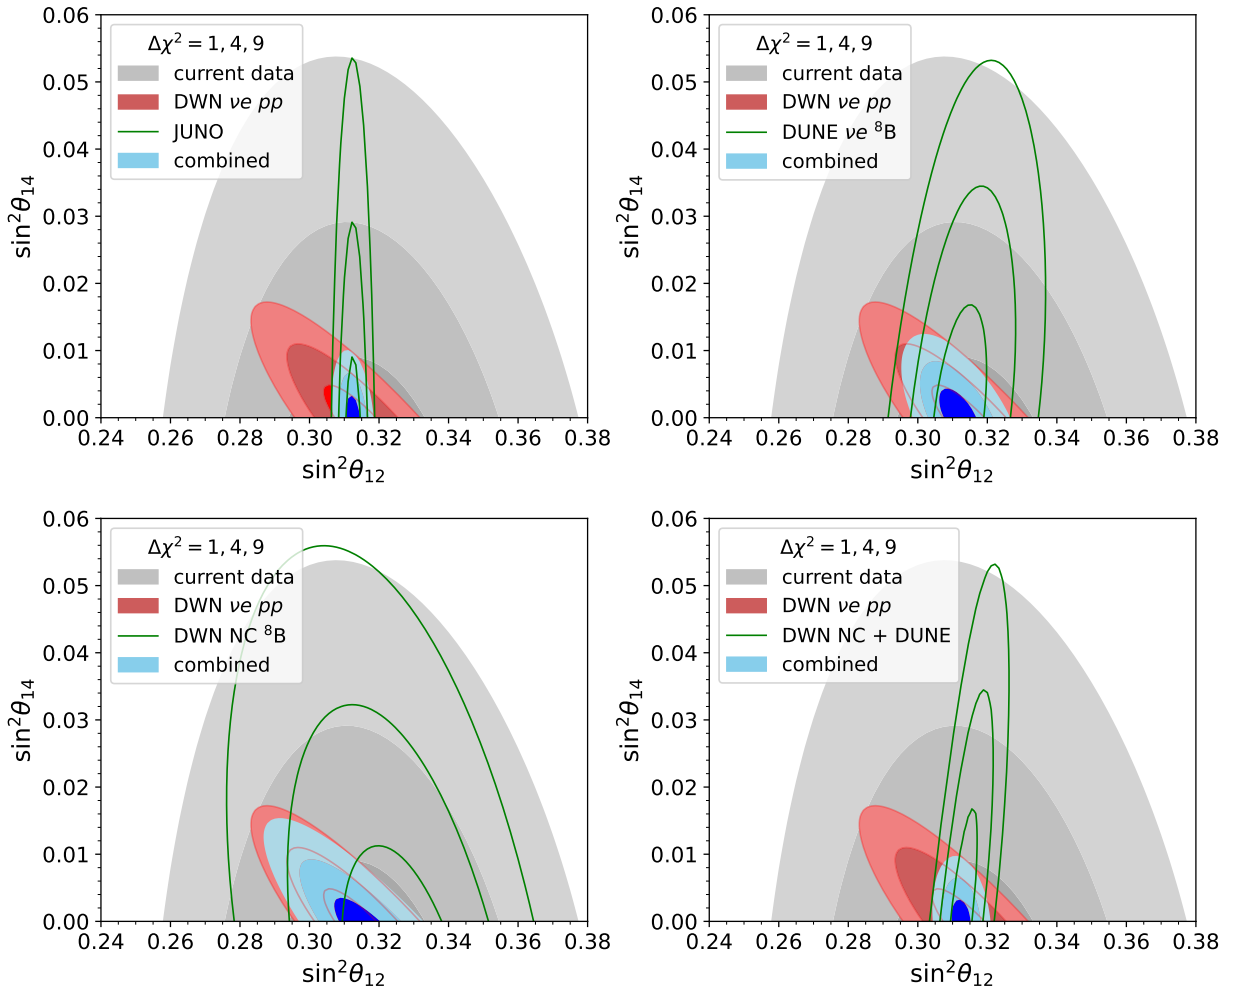 0.06
0.05
0.04
0.03
0.02
0.01
0.00
sin²θ₁₄
Δχ² = 1, 4, 9
current data
DWN νe pp
JUNO
combined
0.24 0.26 0.28 0.30 0.32 0.34 0.36 0.38
sin²θ₁₂
0.06
0.05
0.04
0.03
0.02
0.01
0.00
sin²θ₁₄
Δχ² = 1, 4, 9
current data
DWN νe pp
DUNE νe ⁸B
combined
0.24 0.26 0.28 0.30 0.32 0.34 0.36 0.38
sin²θ₁₂
0.06
0.05
0.04
0.03
0.02
0.01
0.00
sin²θ₁₄
Δχ² = 1, 4, 9
current data
DWN νe pp
DWN NC ⁸B
combined
0.24 0.26 0.28 0.30 0.32 0.34 0.36 0.38
sin²θ₁₂
0.06
0.05
0.04
0.03
0.02
0.01
0.00
sin²θ₁₄
Δχ² = 1, 4, 9
current data
DWN νe pp
DWN NC + DUNE
combined
0.24 0.26 0.28 0.30 0.32 0.34 0.36 0.38
sin²θ₁₂